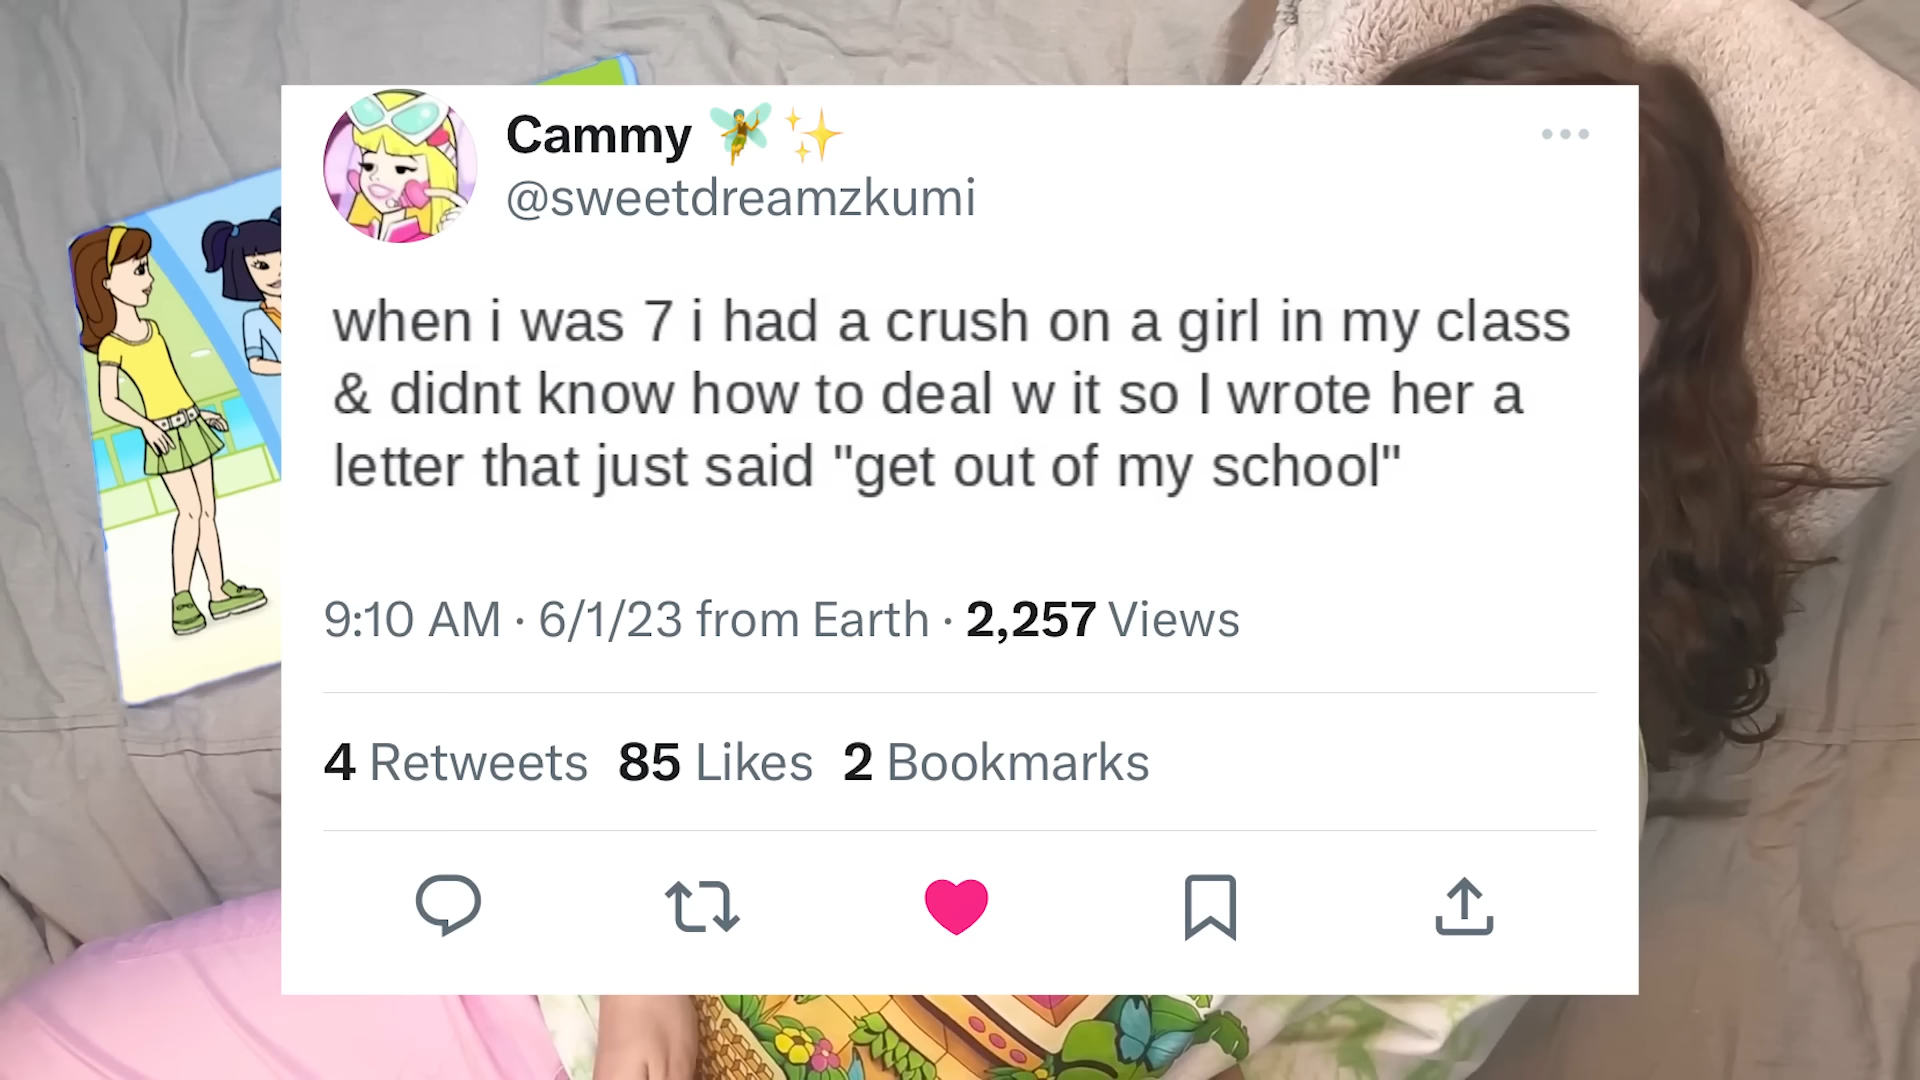 Cammy 🧚✨
@sweetdreamzkumi
when i was 7 i had a crush on a girl in my class
& didnt know how to deal w it so I wrote her a
letter that just said "get out of my school"
9:10 AM · 6/1/23 from Earth · 2,257 Views
4 Retweets 85 Likes 2 Bookmarks